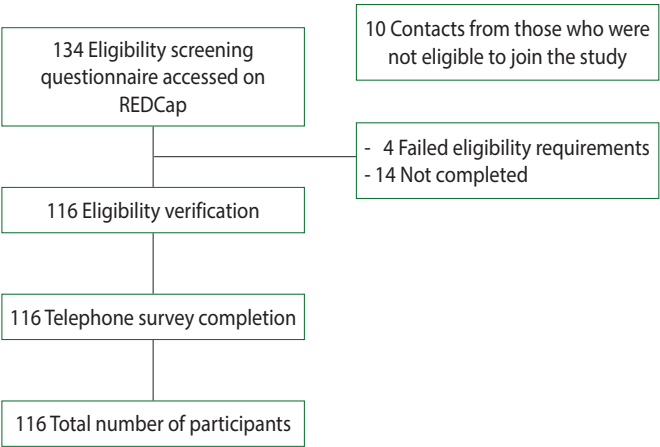 134 Eligibility screening
questionnaire accessed on
REDCap
10 Contacts from those who were
not eligible to join the study
- 4 Failed eligibility requirements
- 14 Not completed
116 Eligibility verification
116 Telephone survey completion
116 Total number of participants